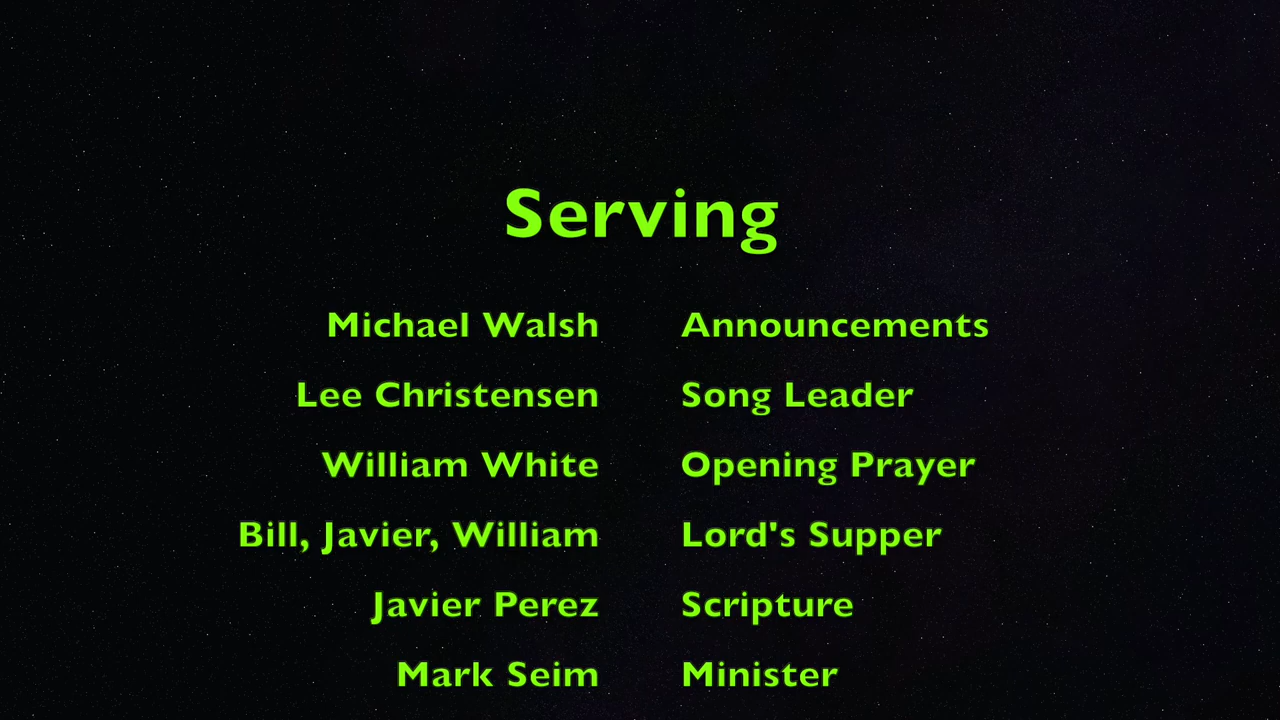 Serving
Michael Walsh Announcements
Lee Christensen Song Leader
William White Opening Prayer
Bill, Javier, William Lord's Supper
Javier Perez Scripture
Mark Seim Minister